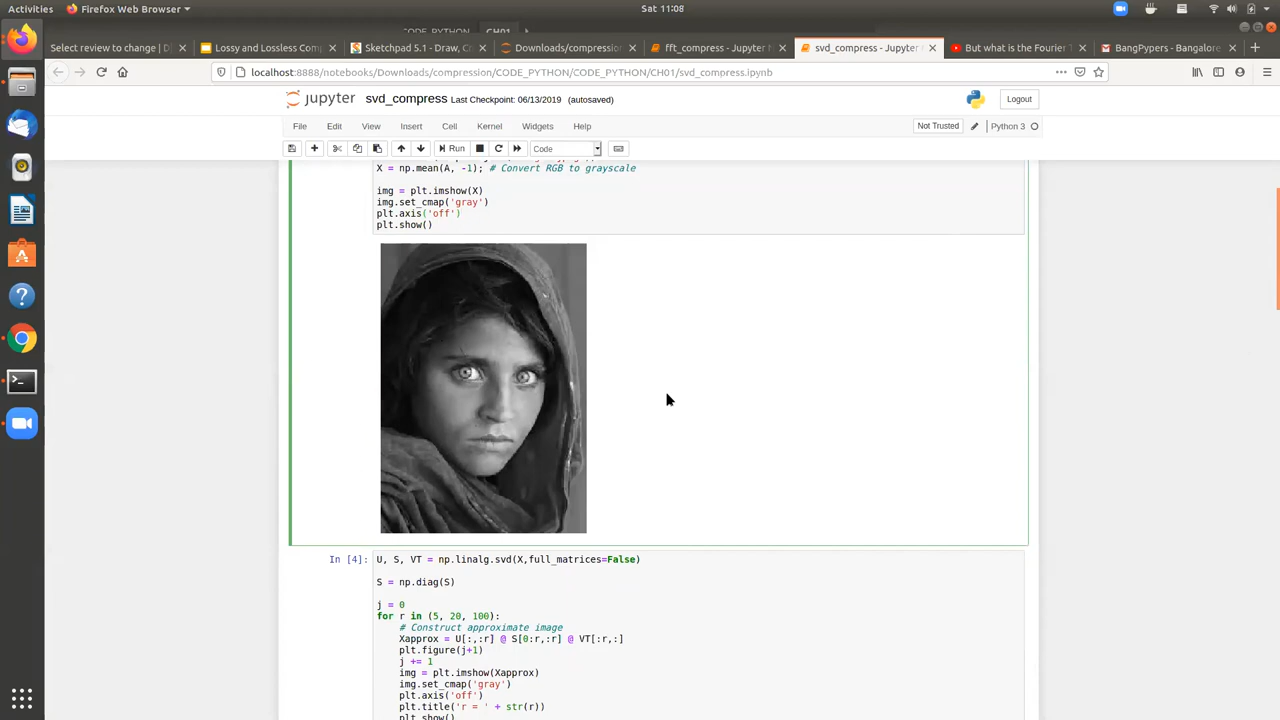 Activities Firefox Web Browser Sat 11:08
CODE_PYTHON CH01
Select review to change | D Lossy and Lossless Com Sketchpad 5.1 - Draw, C Downloads/compression fft_compress - Jupyter N svd_compress - Jupyter But what is the Fourier T BangPypers - Bangalore
localhost:8888/notebooks/Downloads/compression/CODE_PYTHON/CODE_PYTHON/CH01/svd_compress.ipynb
jupyter svd_compress Last Checkpoint: 06/13/2019 (autosaved) Logout
File Edit View Insert Cell Kernel Widgets Help Not Trusted Python 3
Run Code
X = np.mean(A, -1); # Convert RGB to grayscale
img = plt.imshow(X)
img.set_cmap('gray')
plt.axis('off')
plt.show()
In [4]: U, S, VT = np.linalg.svd(X,full_matrices=False)
S = np.diag(S)
j = 0
for r in (5, 20, 100):
# Construct approximate image
Xapprox = U[:,:r] @ S[0:r,:r] @ VT[:r,:]
plt.figure(j+1)
j += 1
img = plt.imshow(Xapprox)
img.set_cmap('gray')
plt.axis('off')
plt.title('r = ' + str(r))
plt.show()